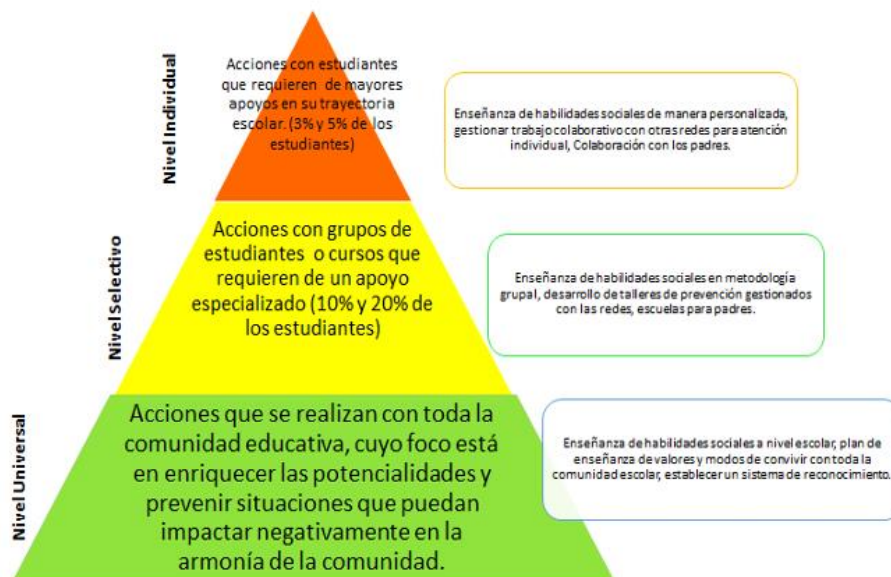 Nivel Individual
Acciones con estudiantes
que requieren de mayores
apoyos en su trayectoria
escolar. (3% y 5% de los
estudiantes)
Enseñanza de habilidades sociales de manera personalizada,
gestionar trabajo colaborativo con otras redes para atención
individual, Colaboración con los padres.
Nivel Selectivo
Acciones con grupos de
estudiantes o cursos que
requieren de un apoyo
especializado (10% y 20% de
los estudiantes)
Enseñanza de habilidades sociales en metodología
grupal, desarrollo de talleres de prevención gestionados
con las redes, escuelas para padres.
Nivel Universal
Acciones que se realizan con toda la
comunidad educativa, cuyo foco está
en enriquecer las potencialidades y
prevenir situaciones que puedan
impactar negativamente en la
armonía de la comunidad.
Enseñanza de habilidades sociales a nivel escolar, plan de
enseñanza de valores y modos de convivir con toda la
comunidad escolar, establecer un sistema de reconocimiento.